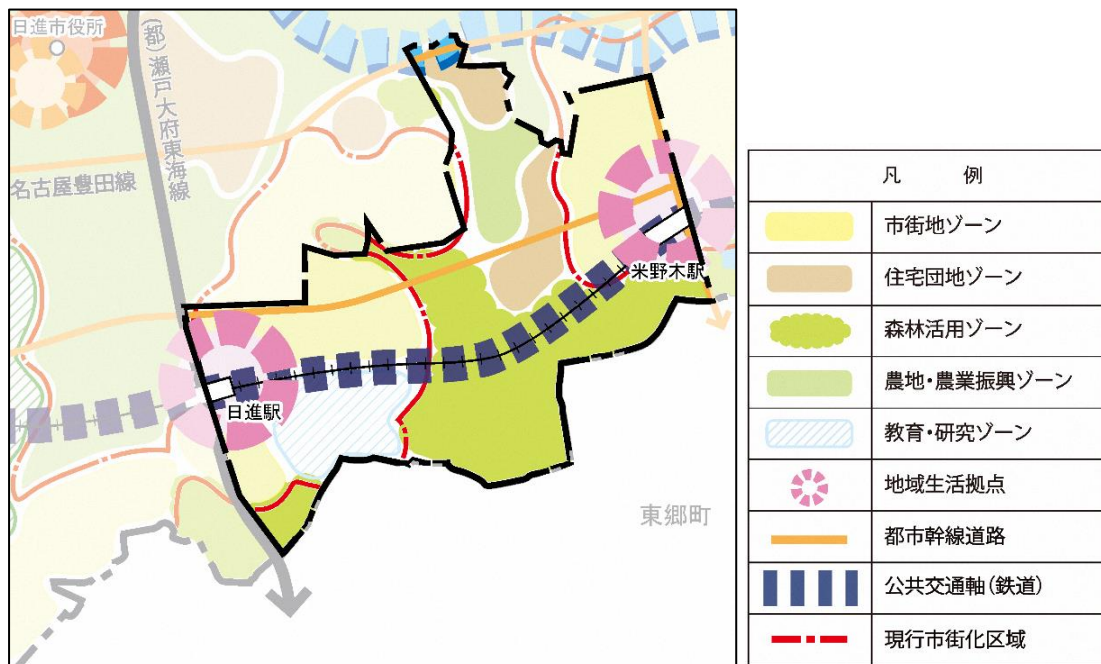 日進市役所
(都)瀬戸大府東海線
名古屋豊田線
米野木駅
日進駅
東郷町
凡 例
市街地ゾーン
住宅団地ゾーン
森林活用ゾーン
農地・農業振興ゾーン
教育・研究ゾーン
地域生活拠点
都市幹線道路
公共交通軸(鉄道)
現行市街化区域